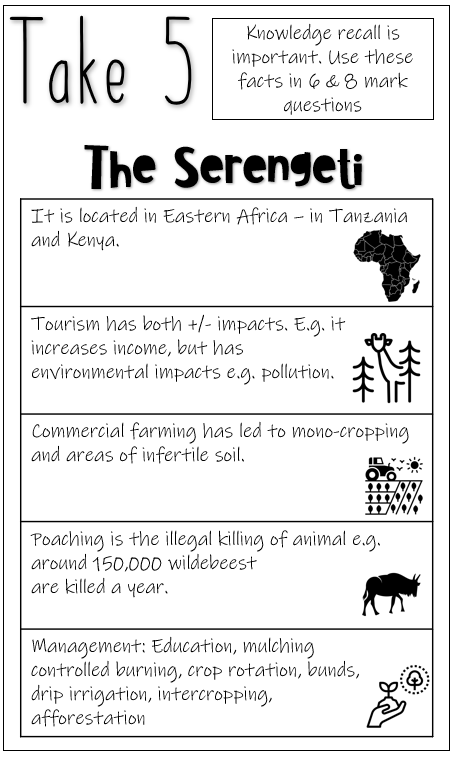 Take 5
Knowledge recall is
important. Use these
facts in 6 & 8 mark
questions
The Serengeti
It is located in Eastern Africa – in Tanzania
and Kenya.
Tourism has both +/- impacts. E.g. it
increases income, but has
environmental impacts e.g. pollution.
Commercial farming has led to mono-cropping
and areas of infertile soil.
Poaching is the illegal killing of animal e.g.
around 150,000 wildebeest
are killed a year.
Management: Education, mulching
controlled burning, crop rotation, bunds,
drip irrigation, intercropping,
afforestation